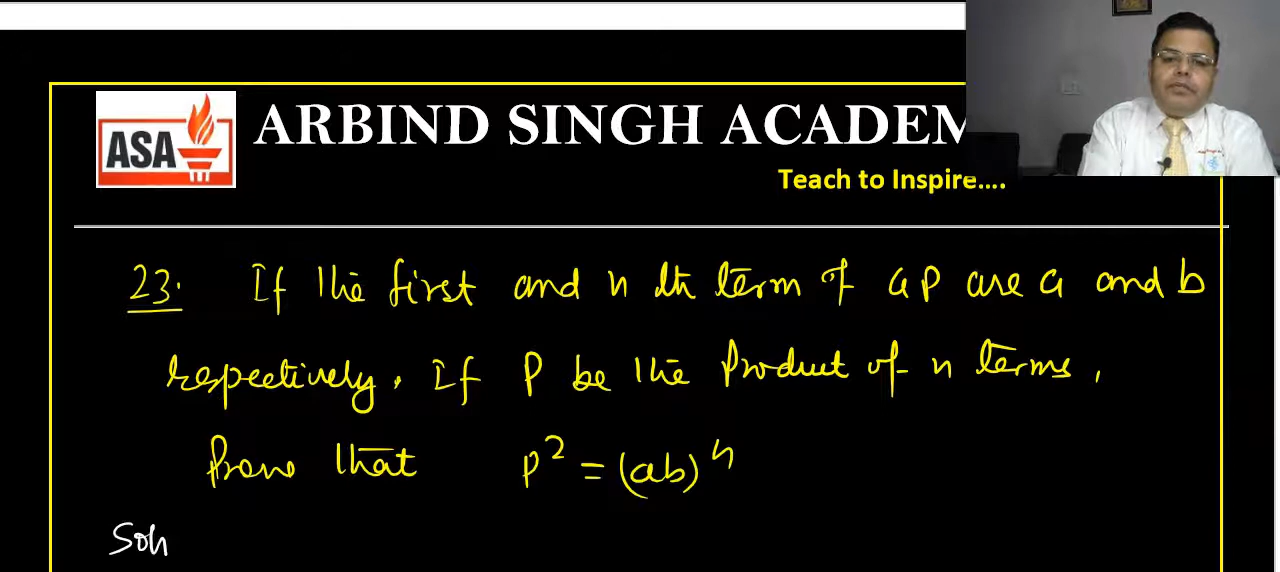 ASA
ARBIND SINGH ACADEM
Teach to Inspire....
23. If the first and n th term of GP are a and b
respectively. If P be the Product of n terms,
Prove that P² = (ab)ⁿ
Soln